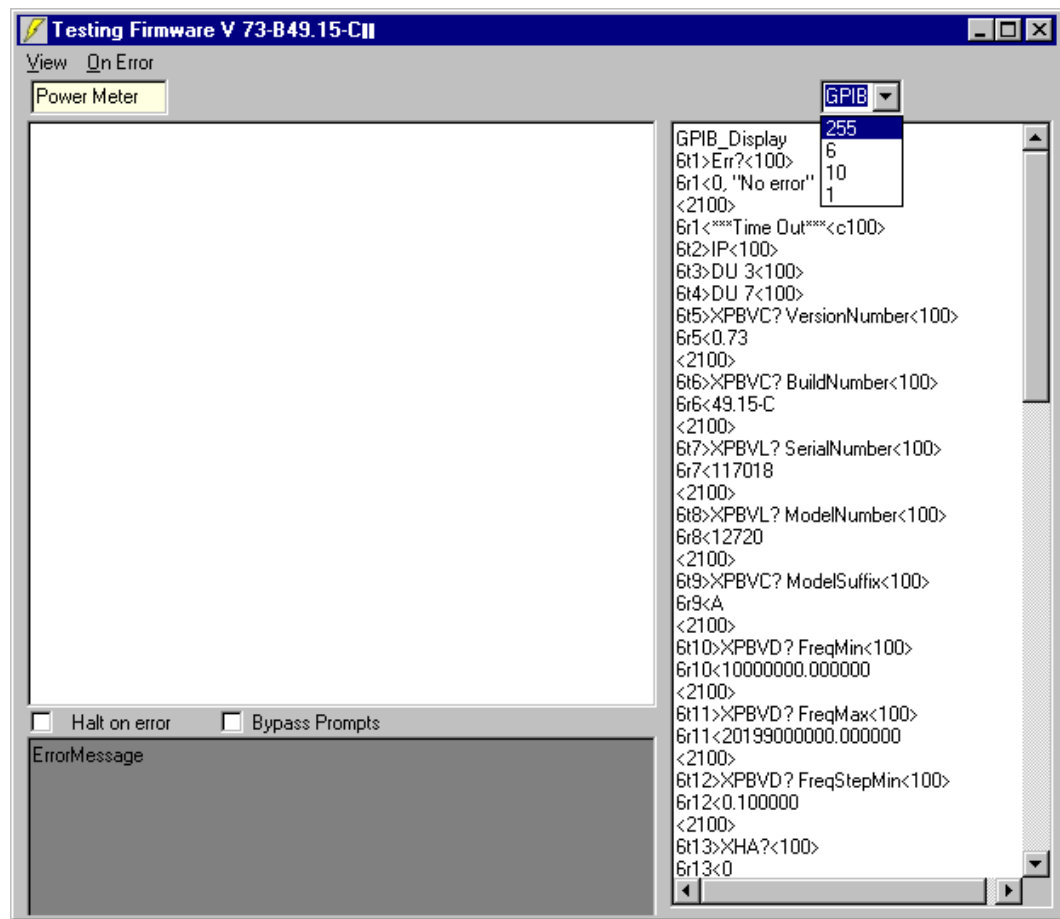 Testing Firmware V 73-B49.15-CII
View On Error
Power Meter
GPIB
255
6
10
1
GPIB_Display
6t1>Err?<100>
6r1<0, "No error"
<2100>
6r1<***Time Out***<c100>
6t2>IP<100>
6t3>DU 3<100>
6t4>DU 7<100>
6t5>XPBVC? VersionNumber<100>
6r5<0.73
<2100>
6t6>XPBVC? BuildNumber<100>
6r6<49.15-C
<2100>
6t7>XPBVL? SerialNumber<100>
6r7<117018
<2100>
6t8>XPBVL? ModelNumber<100>
6r8<12720
<2100>
6t9>XPBVC? ModelSuffix<100>
6r9<A
<2100>
6t10>XPBVD? FreqMin<100>
6r10<10000000.000000
<2100>
6t11>XPBVD? FreqMax<100>
6r11<20199000000.000000
<2100>
6t12>XPBVD? FreqStepMin<100>
6r12<0.100000
<2100>
6t13>XHA?<100>
6r13<0
Halt on error
Bypass Prompts
ErrorMessage